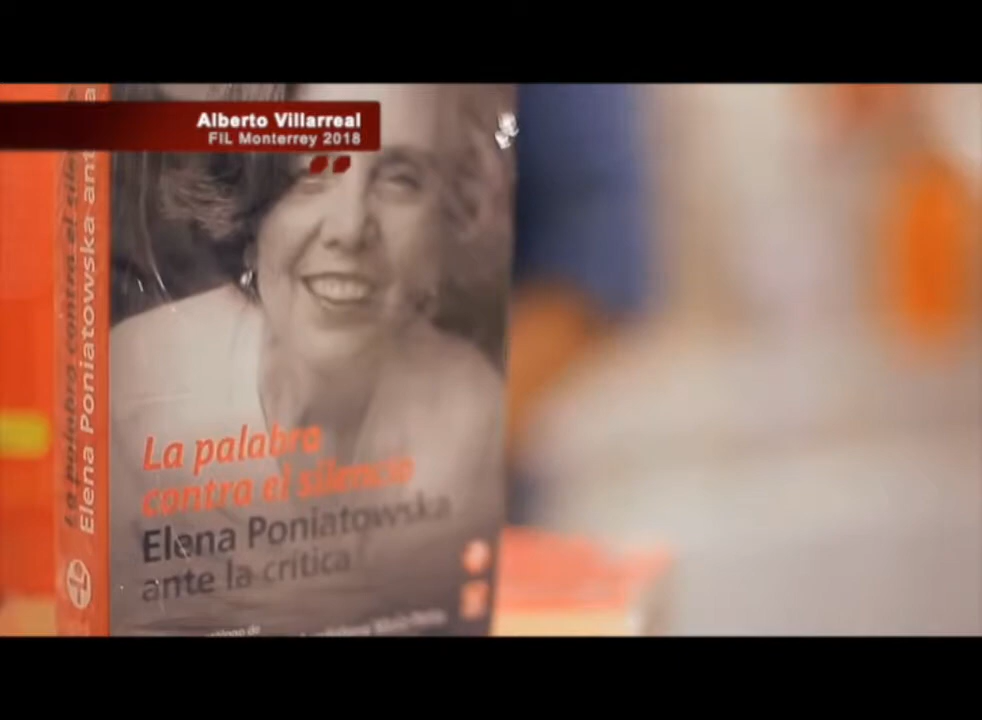 Alberto Villarreal
FIL Monterrey 2018
La palabra contra el silencio
Elena Poniatowska ant
La palabra
contra el silencio
Elena Poniatowska
ante la crítica